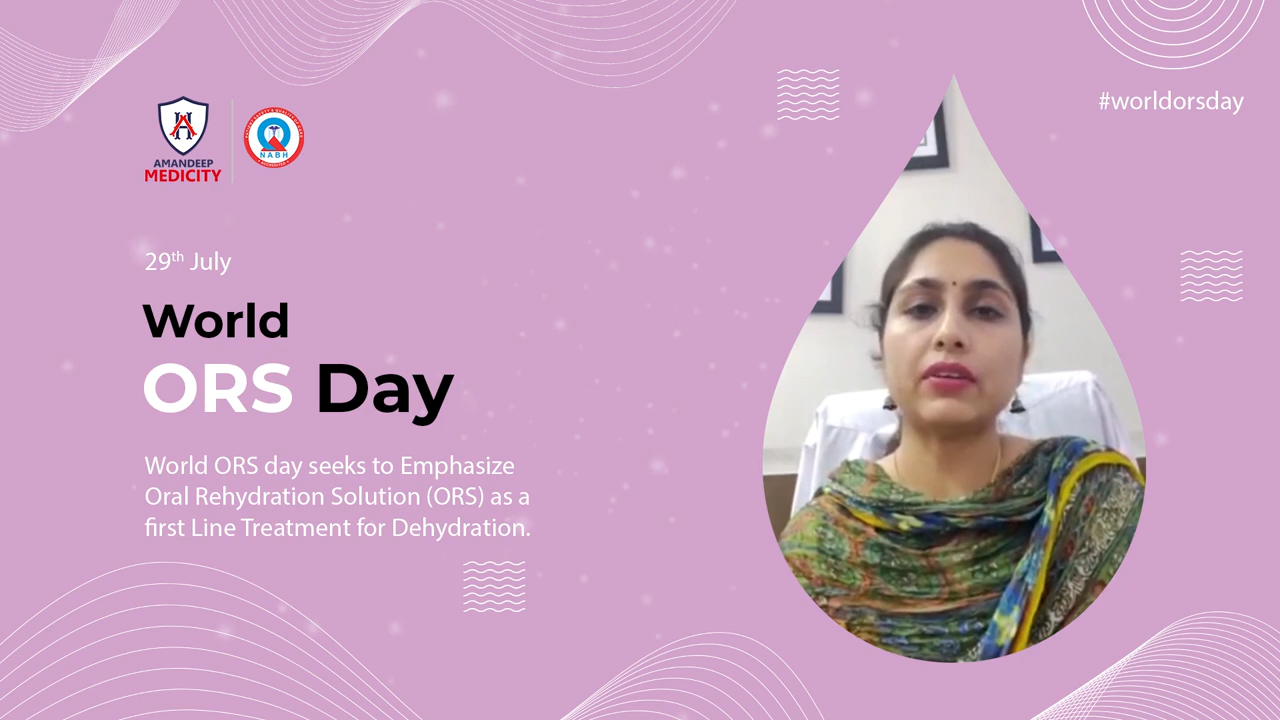 AMANDEEP
MEDICITY
NABH
#worldorsday
29th July
World
ORS Day
World ORS day seeks to Emphasize
Oral Rehydration Solution (ORS) as a
first Line Treatment for Dehydration.